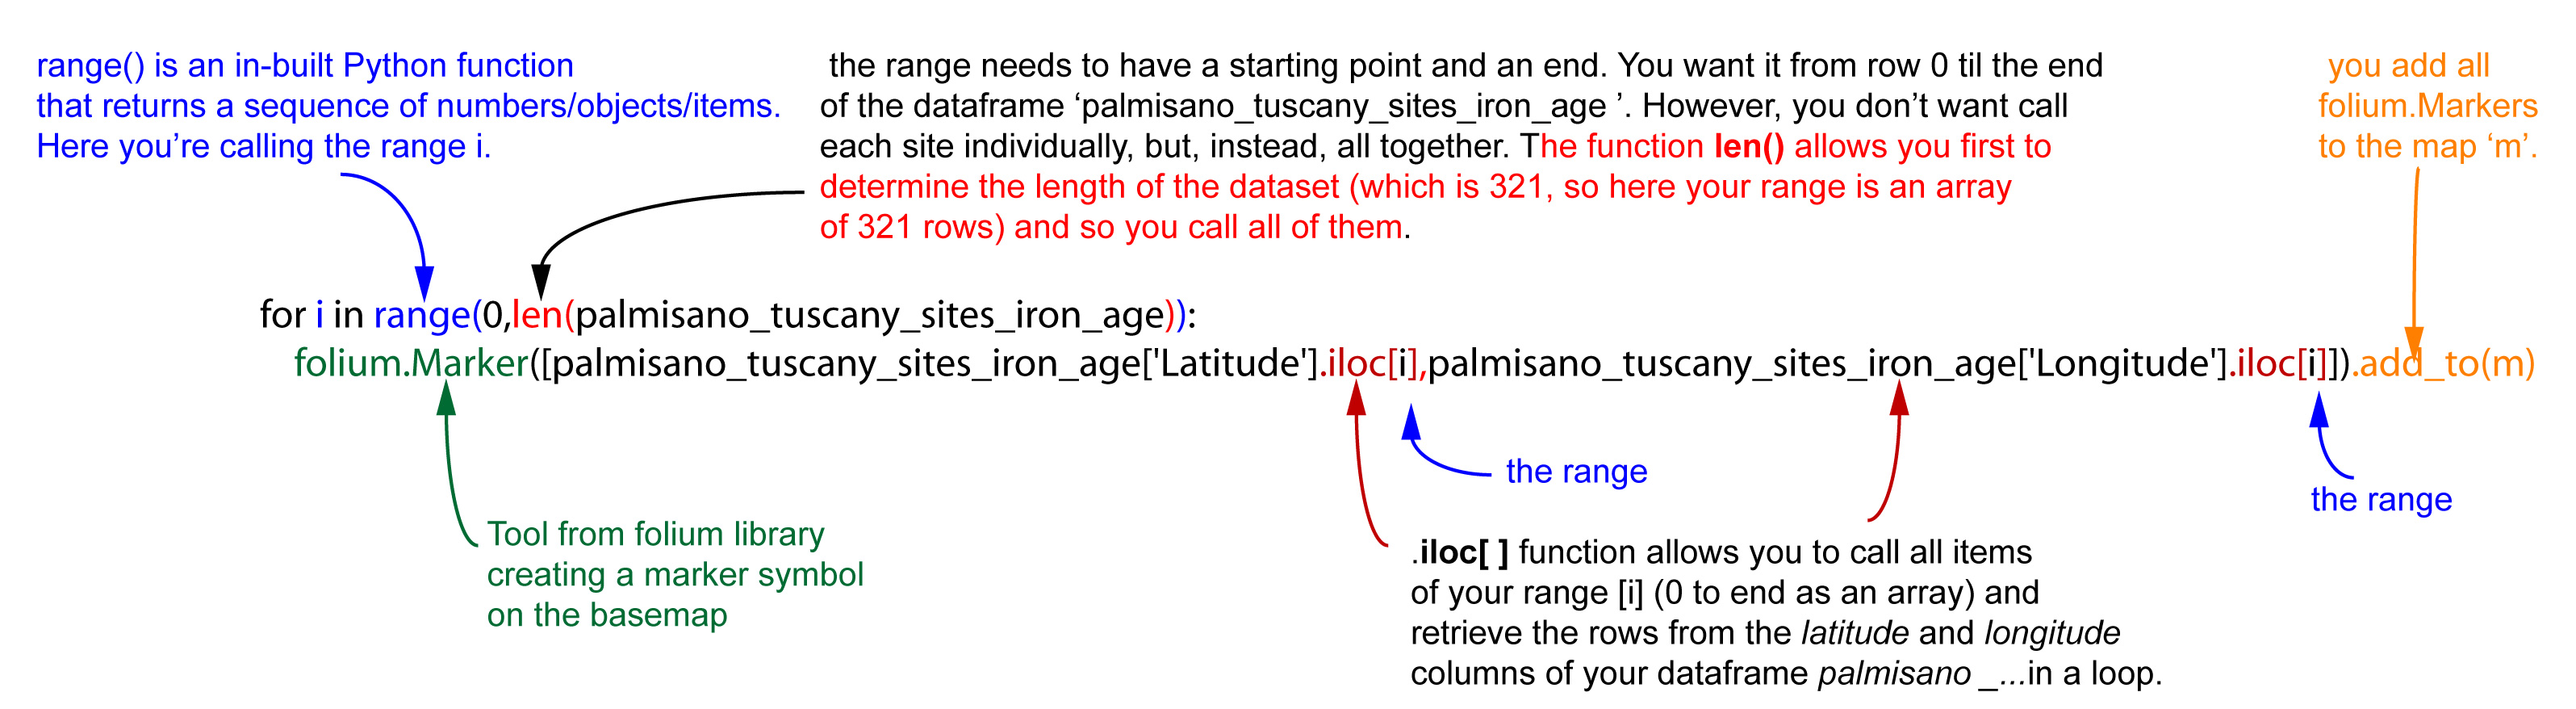 range() is an in-built Python function
that returns a sequence of numbers/objects/items.
Here you’re calling the range i.
the range needs to have a starting point and an end. You want it from row 0 til the end
of the dataframe ‘palmisano_tuscany_sites_iron_age ’. However, you don’t want call
each site individually, but, instead, all together. The function len() allows you first to
determine the length of the dataset (which is 321, so here your range is an array
of 321 rows) and so you call all of them.
you add all
folium.Markers
to the map ‘m’.
for i in range(0,len(palmisano_tuscany_sites_iron_age)):
folium.Marker([palmisano_tuscany_sites_iron_age['Latitude'].iloc[i],palmisano_tuscany_sites_iron_age['Longitude'].iloc[i]]).add_to(m)
the range
the range
Tool from folium library
creating a marker symbol
on the basemap
.iloc[ ] function allows you to call all items
of your range [i] (0 to end as an array) and
retrieve the rows from the latitude and longitude
columns of your dataframe palmisano _...in a loop.